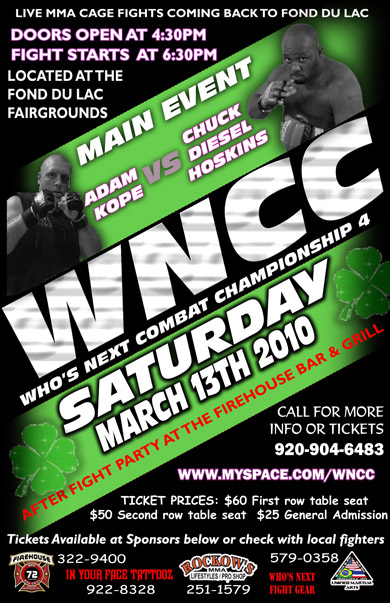 LIVE MMA CAGE FIGHTS COMING BACK TO FOND DU LAC
DOORS OPEN AT 4:30PM
FIGHT STARTS AT 6:30PM
LOCATED AT THE
FOND DU LAC
FAIRGROUNDS
MAIN EVENT
ADAM
KOPE
VS
CHUCK
DIESEL
HOSKINS
WNCC
WHO'S NEXT COMBAT CHAMPIONSHIP 4
SATURDAY
MARCH 13TH 2010
AFTER FIGHT PARTY AT THE FIREHOUSE BAR & GRILL
CALL FOR MORE
INFO OR TICKETS
920-904-6483
WWW.MYSPACE.COM/WNCC
TICKET PRICES: $60 First row table seat
$50 Second row table seat $25 General Admission
Tickets Available at Sponsors below or check with local fighters
FIREHOUSE
72
322-9400
IN YOUR FACE TATTOOZ
922-8328
ROCKOW'S
MMA
LIFESTYLES/PRO SHOP
251-1579
579-0358
WHO'S NEXT
FIGHT GEAR
UNIFIED MARTIAL
ARTS